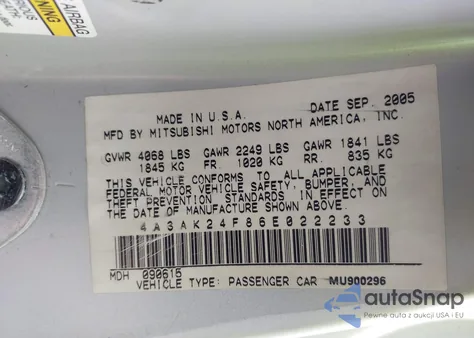 AIRBAG
WARNING
MADE IN U.S.A. DATE SEP. 2005
MFD BY MITSUBISHI MOTORS NORTH AMERICA, INC.
GVWR 4068 LBS GAWR 2249 LBS GAWR 1841 LBS
1845 KG FR. 1020 KG RR. 835 KG
THIS VEHICLE CONFORMS TO ALL APPLICABLE
FEDERAL MOTOR VEHICLE SAFETY, BUMPER, AND
THEFT PREVENTION STANDARDS IN EFFECT ON
THE DATE OF MANUFACTURE SHOWN ABOVE.
4A3AK24F86E022233
MDH 090615
VEHICLE TYPE: PASSENGER CAR MU900296
autoSnap
Pewne auta z aukcji USA i EU